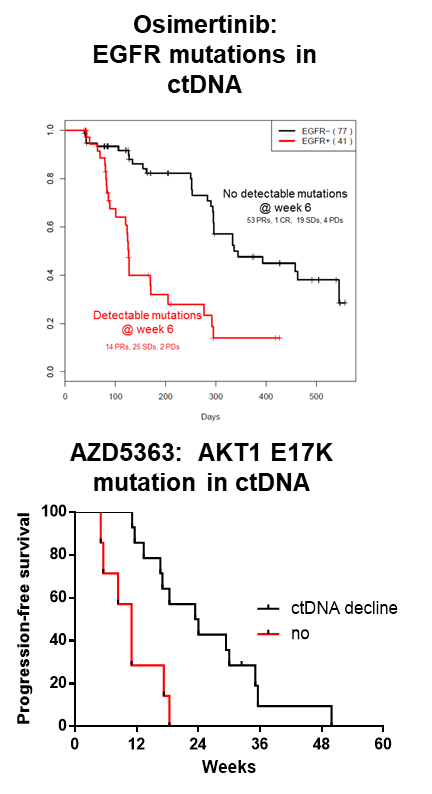 Osimertinib:
EGFR mutations in
ctDNA
EGFR− ( 77 )
EGFR+ ( 41 )
1.0
0.8
0.6
0.4
0.2
0.0
No detectable mutations
@ week 6
53 PRs, 1 CR, 19 SDs, 4 PDs
Detectable mutations
@ week 6
14 PRs, 25 SDs, 2 PDs
0 100 200 300 400 500
Days
AZD5363: AKT1 E17K
mutation in ctDNA
Progression-free survival
100
80
60
40
20
0
ctDNA decline
no
0 12 24 36 48 60
Weeks